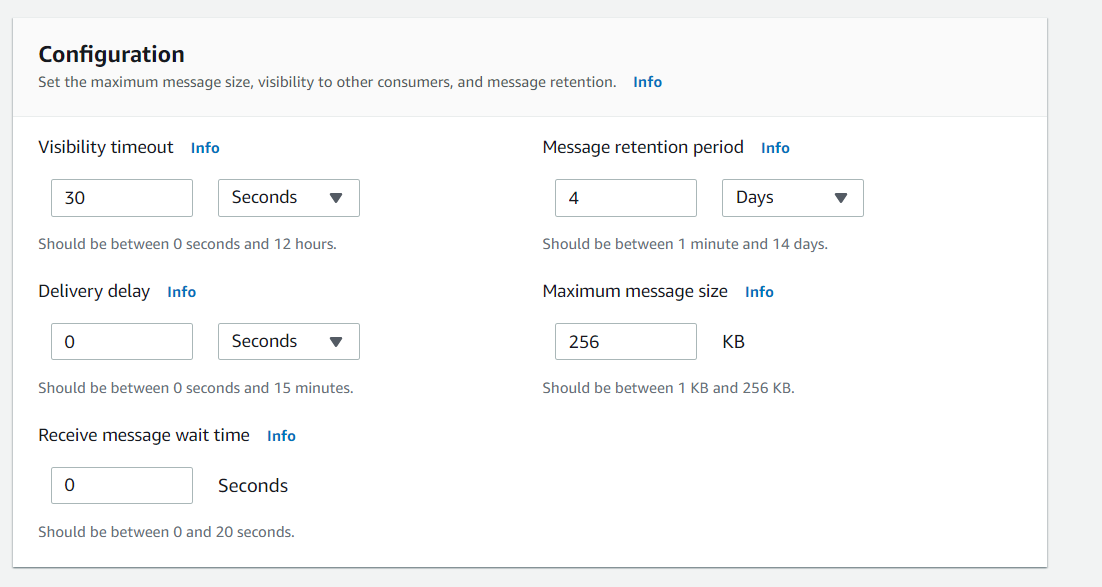 Configuration
Set the maximum message size, visibility to other consumers, and message retention. Info
Visibility timeout Info
30 Seconds
Should be between 0 seconds and 12 hours.
Message retention period Info
4 Days
Should be between 1 minute and 14 days.
Delivery delay Info
0 Seconds
Should be between 0 seconds and 15 minutes.
Maximum message size Info
256 KB
Should be between 1 KB and 256 KB.
Receive message wait time Info
0 Seconds
Should be between 0 and 20 seconds.